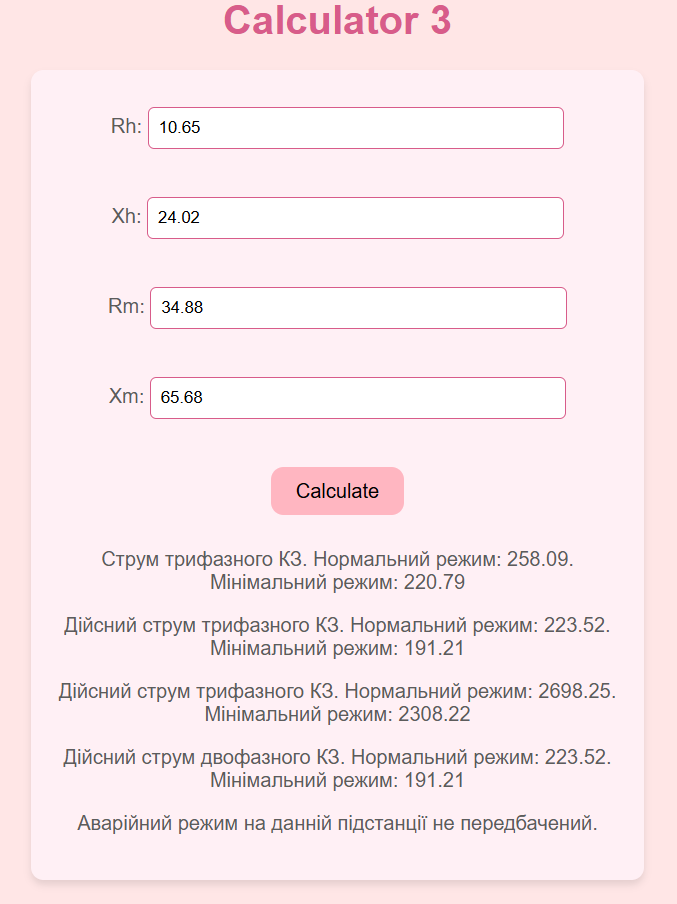 Calculator 3
Rh: 10.65
Xh: 24.02
Rm: 34.88
Xm: 65.68
Calculate
Струм трифазного КЗ. Нормальний режим: 258.09.
Мінімальний режим: 220.79
Дійсний струм трифазного КЗ. Нормальний режим: 223.52.
Мінімальний режим: 191.21
Дійсний струм трифазного КЗ. Нормальний режим: 2698.25.
Мінімальний режим: 2308.22
Дійсний струм двофазного КЗ. Нормальний режим: 223.52.
Мінімальний режим: 191.21
Аварійний режим на данній підстанції не передбачений.